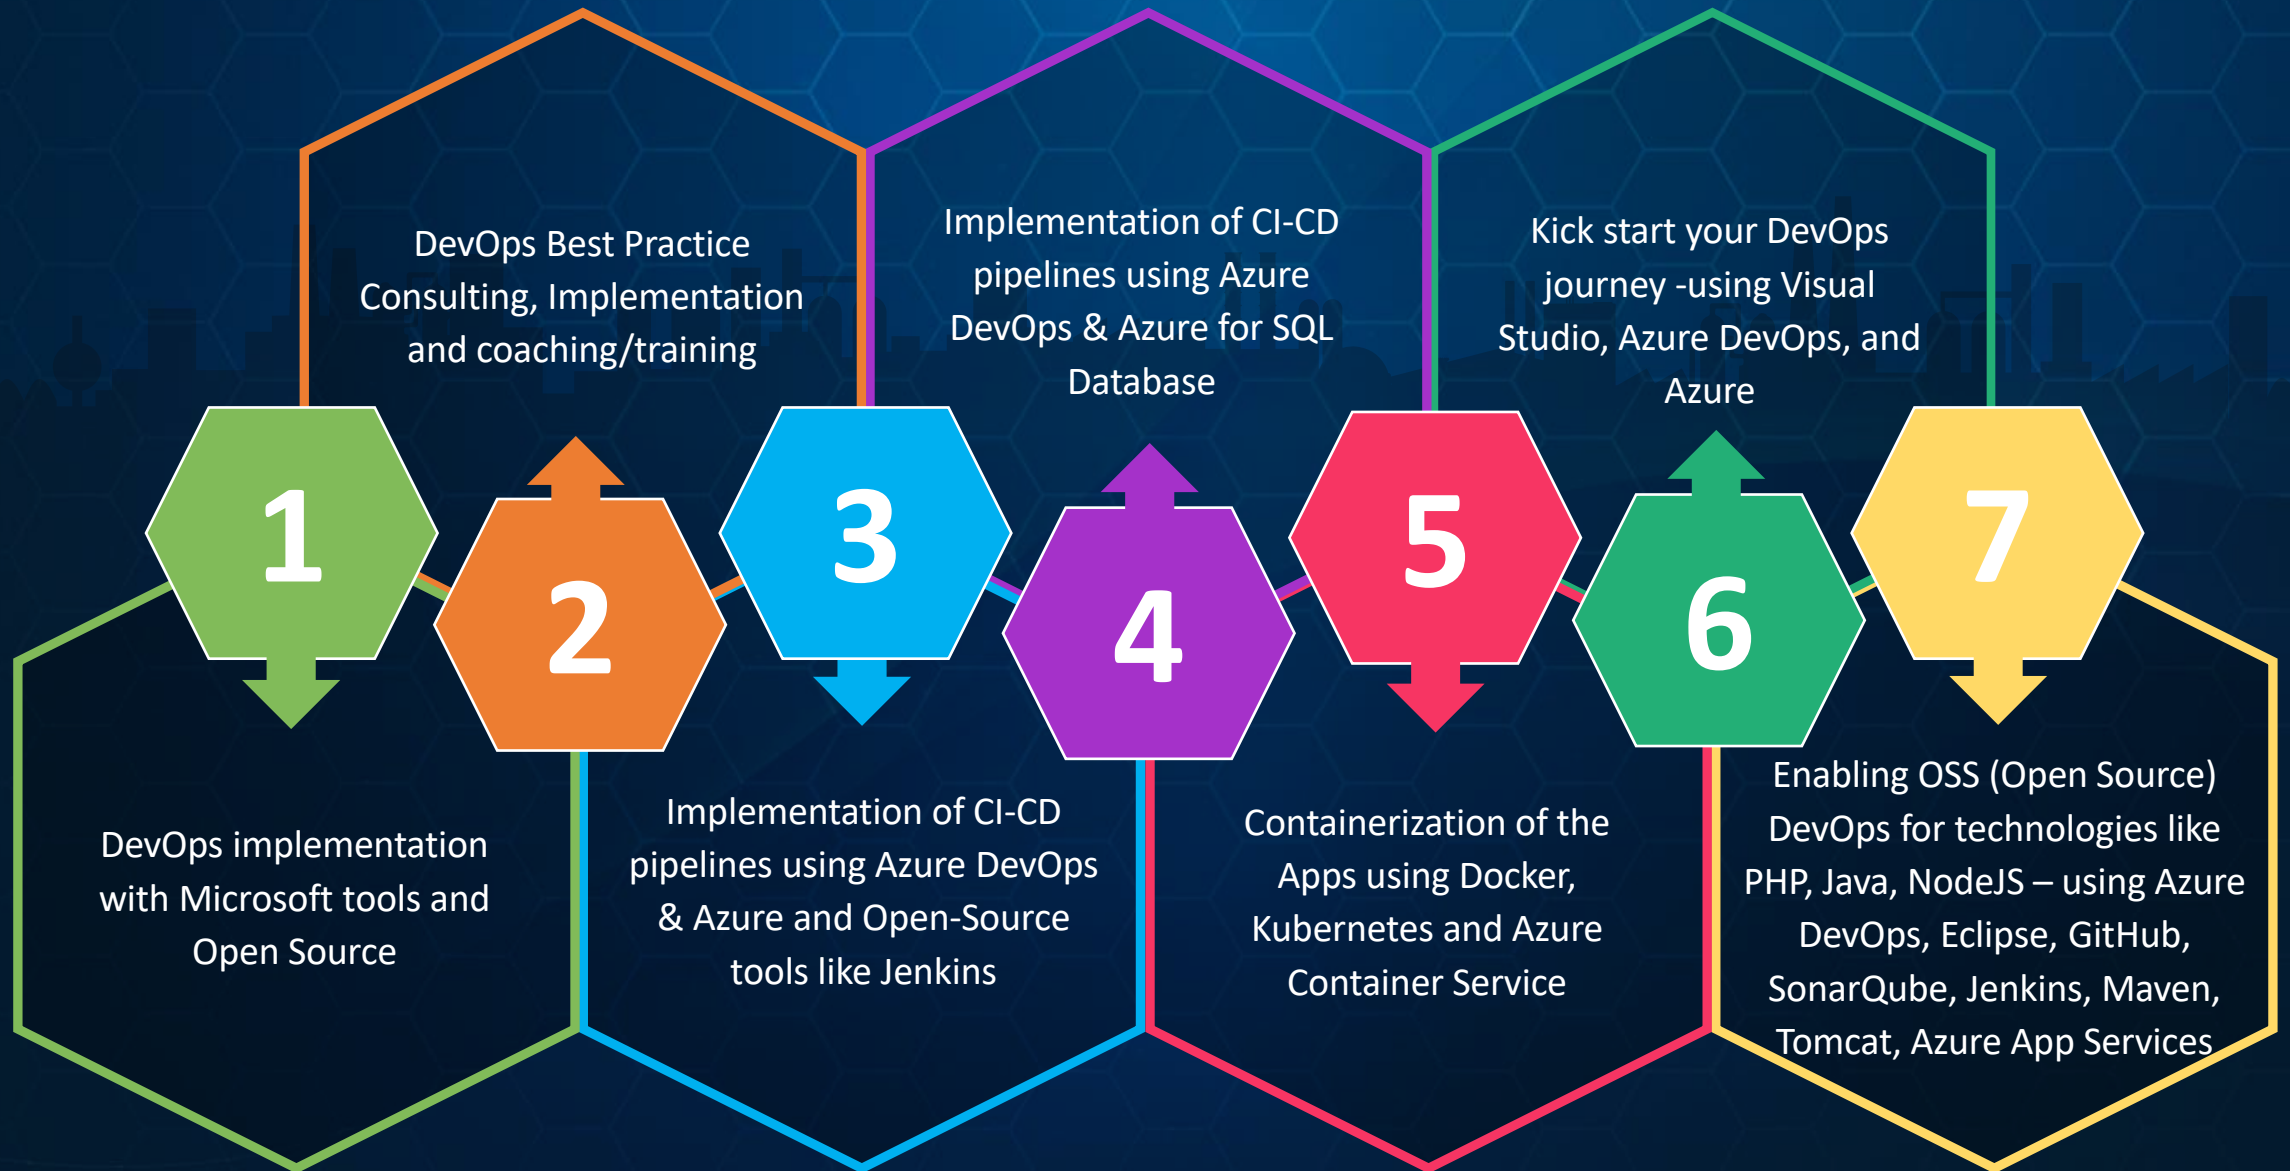 1
DevOps implementation
with Microsoft tools and
Open Source
2
DevOps Best Practice
Consulting, Implementation
and coaching/training
3
Implementation of CI-CD
pipelines using Azure DevOps
& Azure and Open-Source
tools like Jenkins
4
Implementation of CI-CD
pipelines using Azure
DevOps & Azure for SQL
Database
5
Containerization of the
Apps using Docker,
Kubernetes and Azure
Container Service
6
Kick start your DevOps
journey -using Visual
Studio, Azure DevOps, and
Azure
7
Enabling OSS (Open Source)
DevOps for technologies like
PHP, Java, NodeJS – using Azure
DevOps, Eclipse, GitHub,
SonarQube, Jenkins, Maven,
Tomcat, Azure App Services